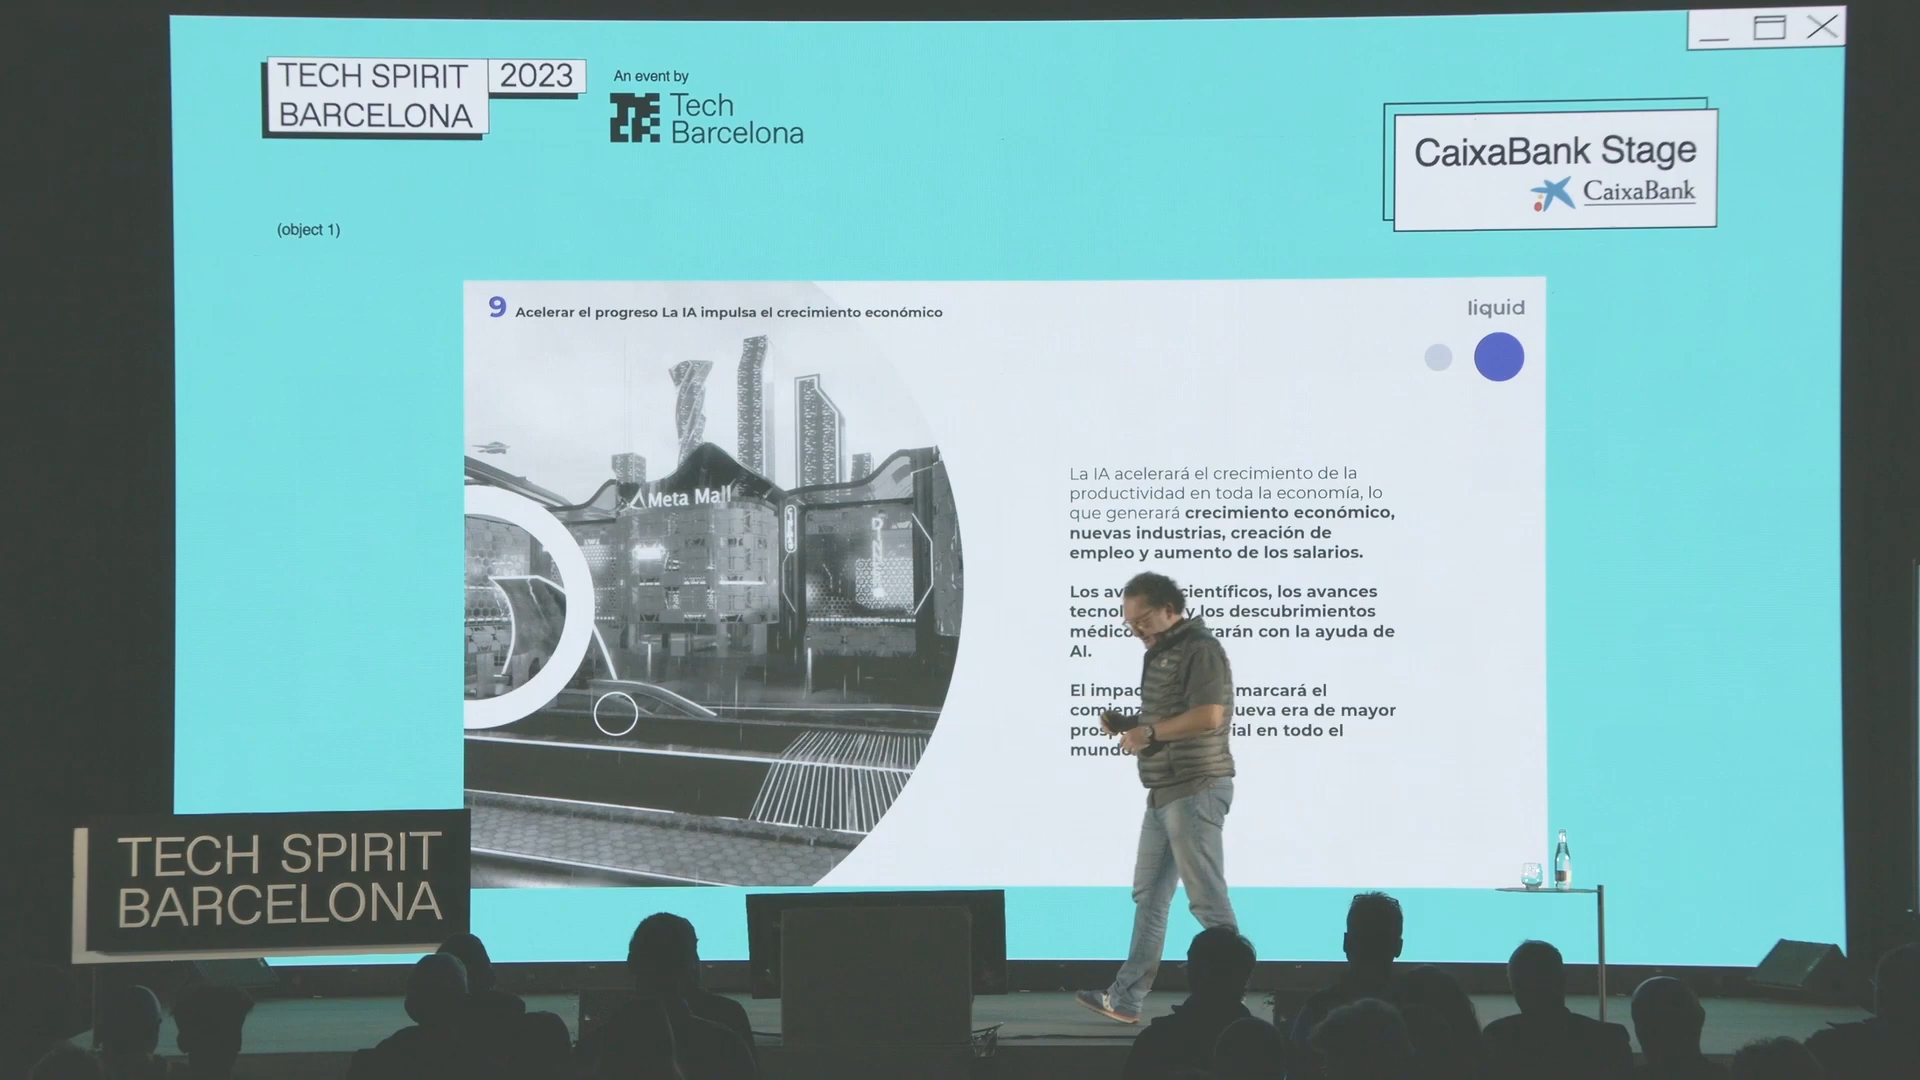 TECH SPIRIT
BARCELONA
2023
An event by
Tech
Barcelona
CaixaBank Stage
CaixaBank
(object 1)
9 Acelerar el progreso La IA impulsa el crecimiento económico
liquid
Meta Mall
La IA acelerará el crecimiento de la
productividad en toda la economía, lo
que generará crecimiento económico,
nuevas industrias, creación de
empleo y aumento de los salarios.
Los científicos, los avances
y los descubrimientos
con la ayuda de
AI.
El marcará el
era de mayor
en todo el
mundo
TECH SPIRIT
BARCELONA